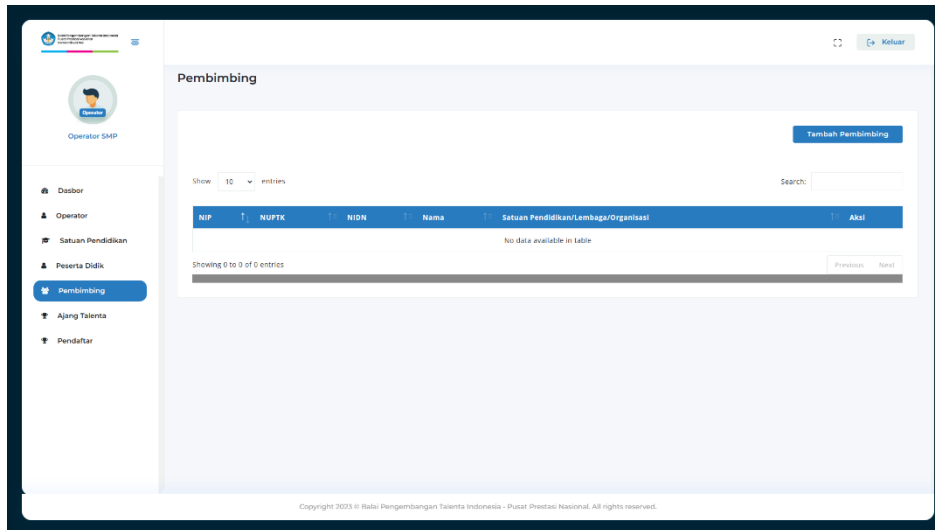 Keluar
Pembimbing
Operator
Operator SMP
Tambah Pembimbing
Show 10 entries
Search:
Dasbor
Operator
Satuan Pendidikan
Peserta Didik
Pembimbing
Ajang Talenta
Pendaftar
NIP NUPTK NIDN Nama Satuan Pendidikan/Lembaga/Organisasi Aksi
No data available in table
Showing 0 to 0 of 0 entries
Previous Next
Copyright 2023 © Balai Pengembangan Talenta Indonesia - Pusat Prestasi Nasional. All rights reserved.